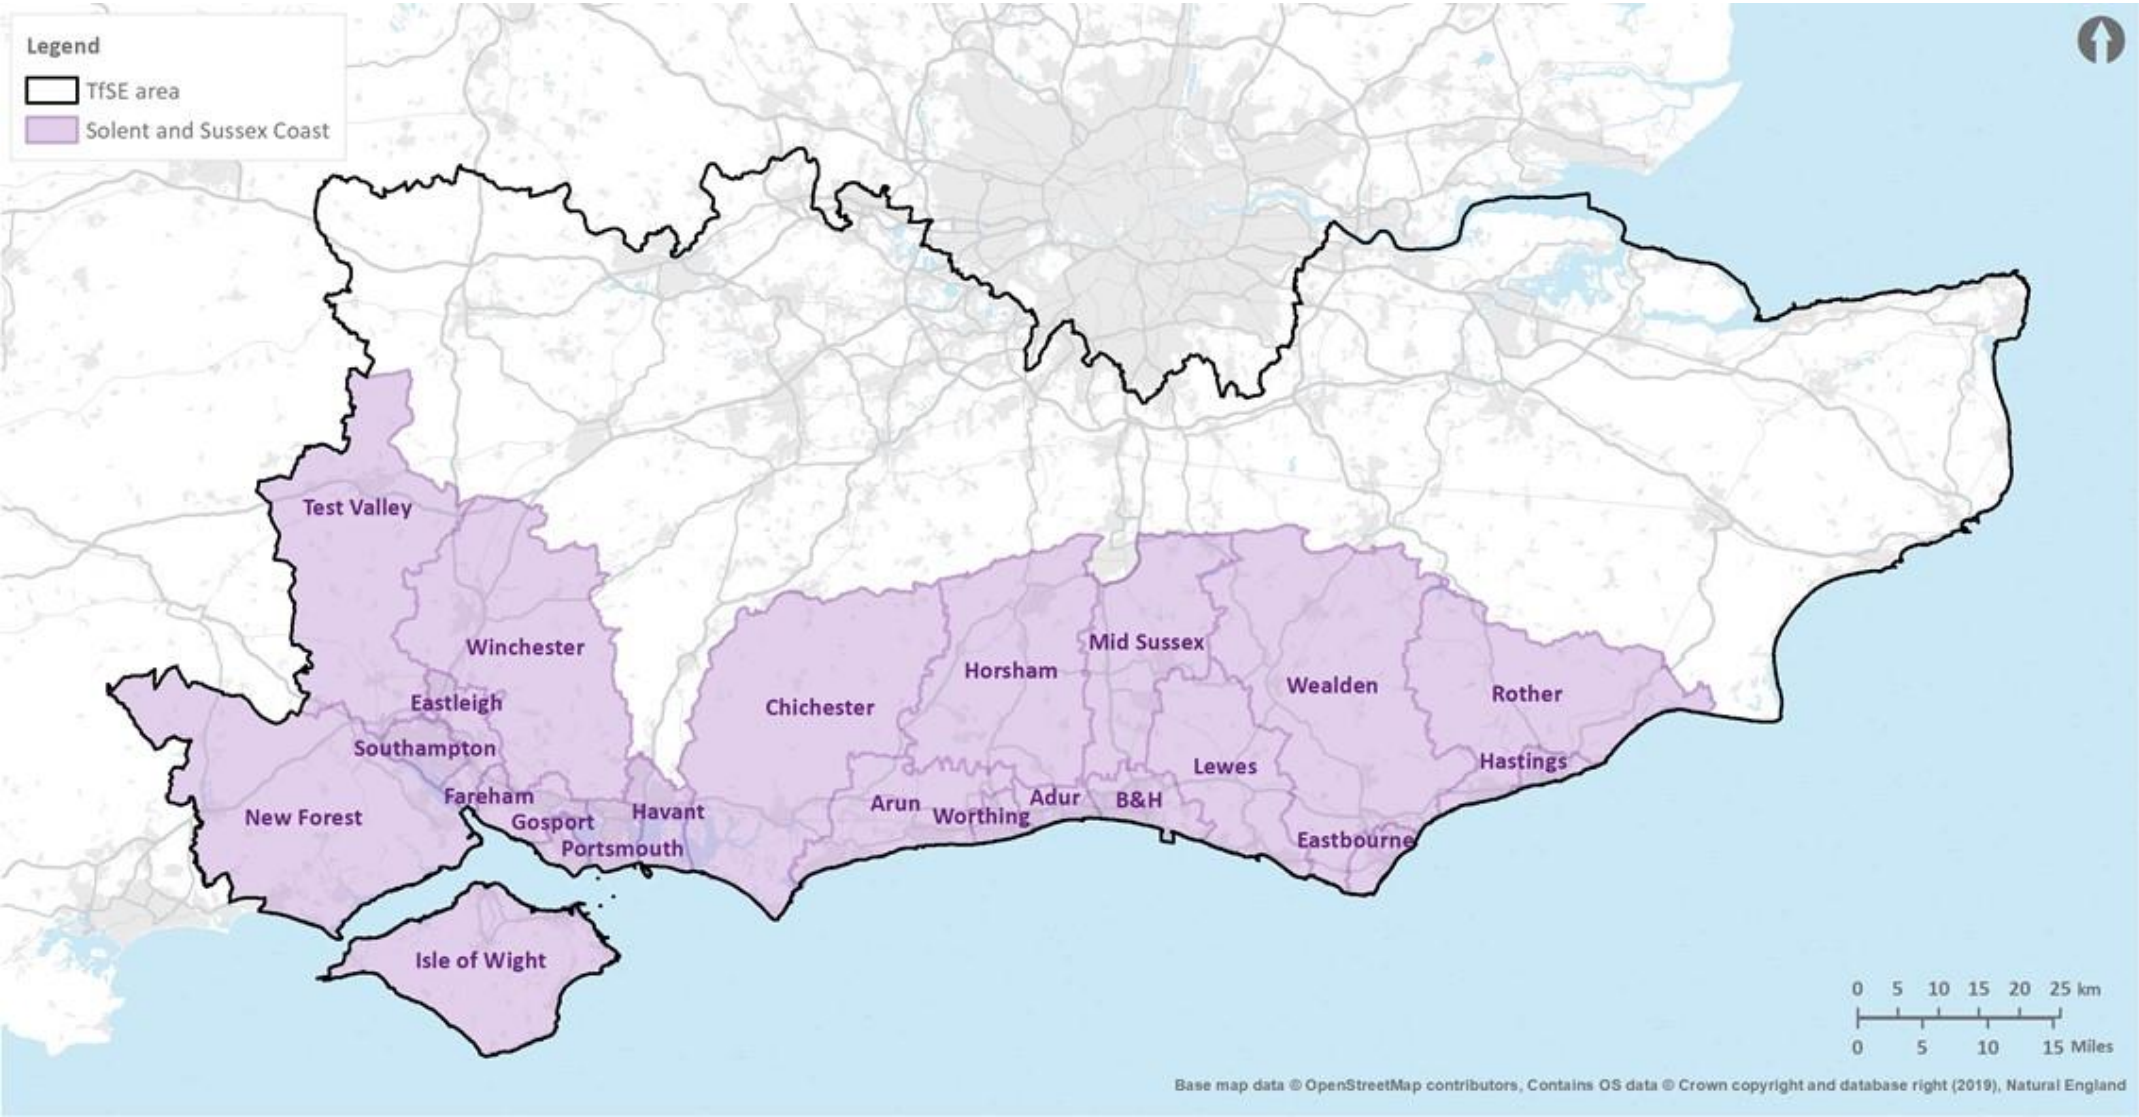 Legend
TfSE area
Solent and Sussex Coast
Test Valley
Winchester
Mid Sussex
Horsham
Wealden
Rother
Eastleigh
Chichester
Southampton
Hastings
Lewes
Fareham
Adur
B&H
Arun
Havant
New Forest
Worthing
Gosport
Eastbourne
Portsmouth
Isle of Wight
0 5 10 15 20 25 km
0 5 10 15 Miles
Base map data © OpenStreetMap contributors, Contains OS data © Crown copyright and database right (2019), Natural England